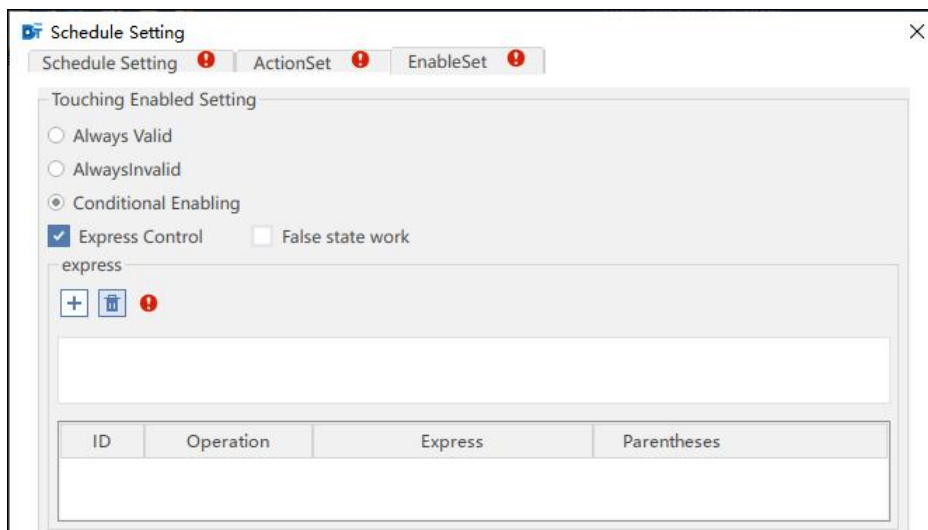 DT Schedule Setting
Schedule Setting ActionSet EnableSet
Touching Enabled Setting
Always Valid
AlwaysInvalid
Conditional Enabling
Express Control False state work
express
ID Operation Express Parentheses